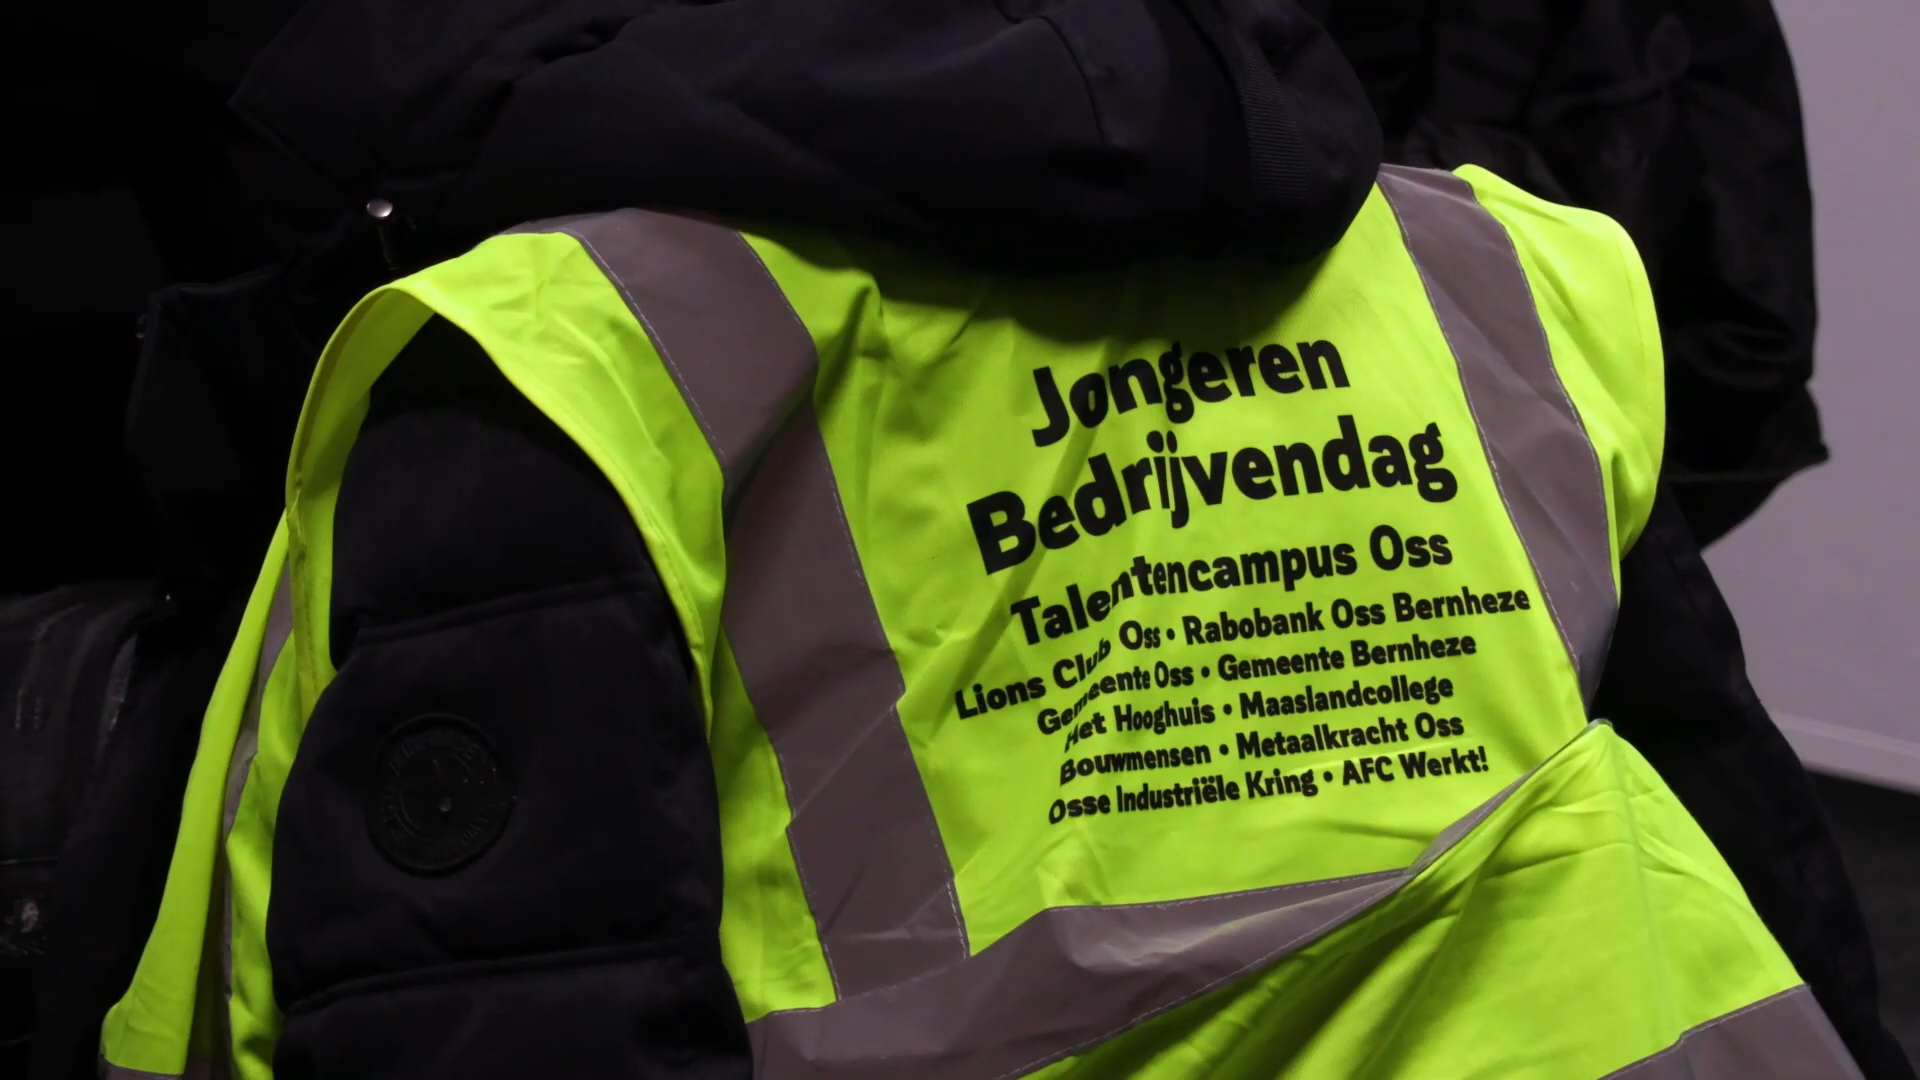 Jongeren
Bedrijvendag
Talentencampus Oss
Lions Club Oss • Rabobank Oss Bernheze
Gemeente Oss • Gemeente Bernheze
Het Hooghuis • Maaslandcollege
Bouwmensen • Metaalkracht Oss
Osse Industriële Kring • AFC Werkt!